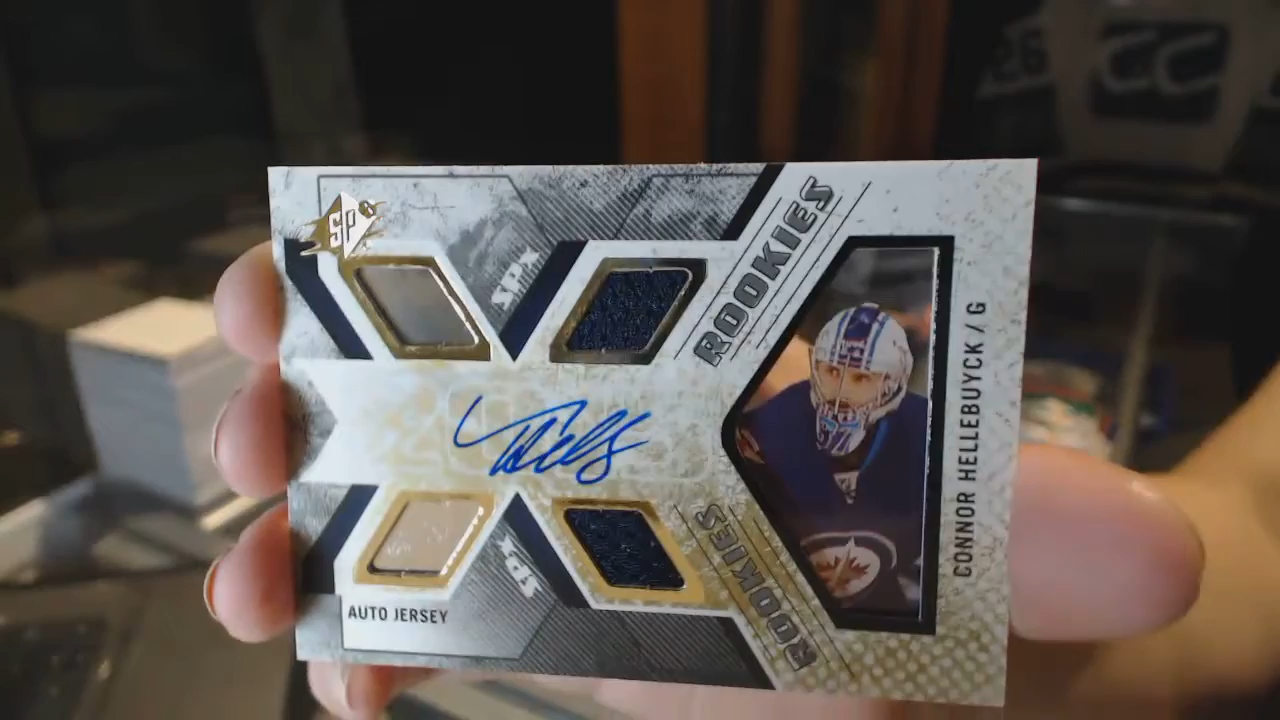 SP
SPX
ROOKIES
CONNOR HELLEBUYCK / G
SPX
ROOKIES
AUTO JERSEY